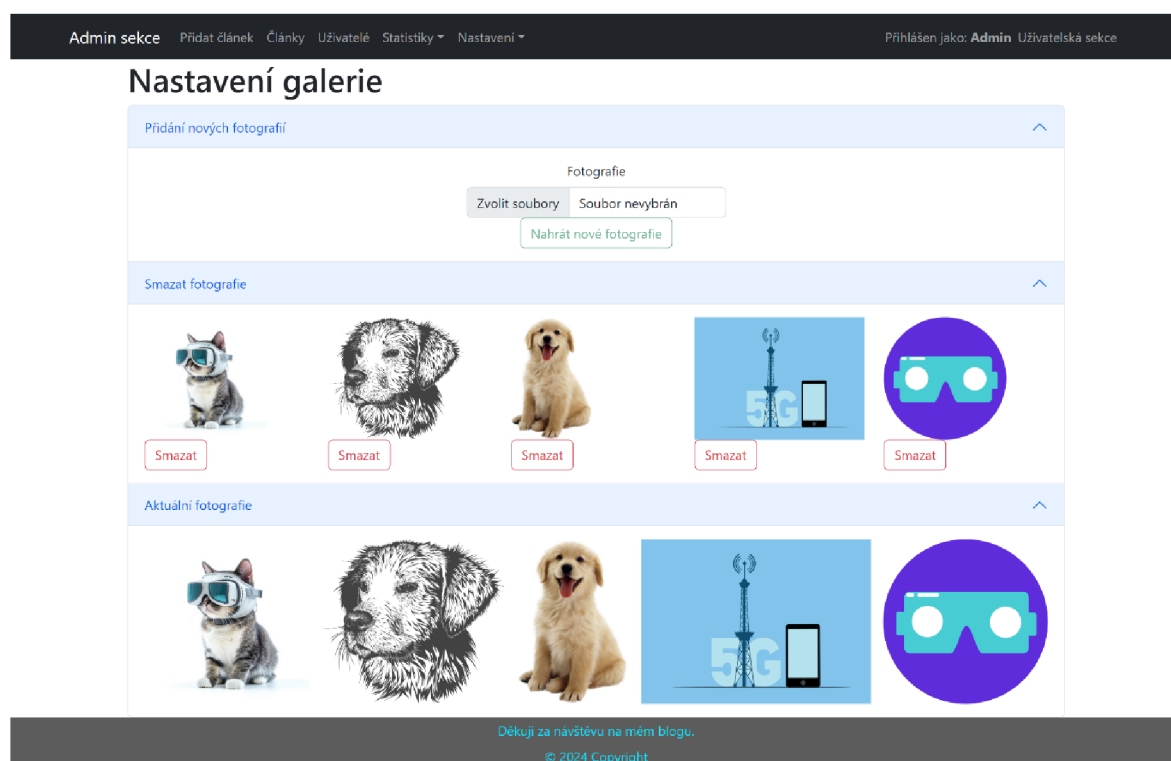 Admin sekce Přidat článek Články Uživatelé Statistiky Nastavení Přihlášen jako: Admin Uživatelská sekce
Nastavení galerie
Přidání nových fotografií
Fotografie
Zvolit soubory Soubor nevybrán
Nahrát nové fotografie
Smazat fotografie
5G
Smazat Smazat Smazat Smazat Smazat
Aktuální fotografie
5G
Děkuji za návštěvu na mém blogu.
© 2024 Copyright